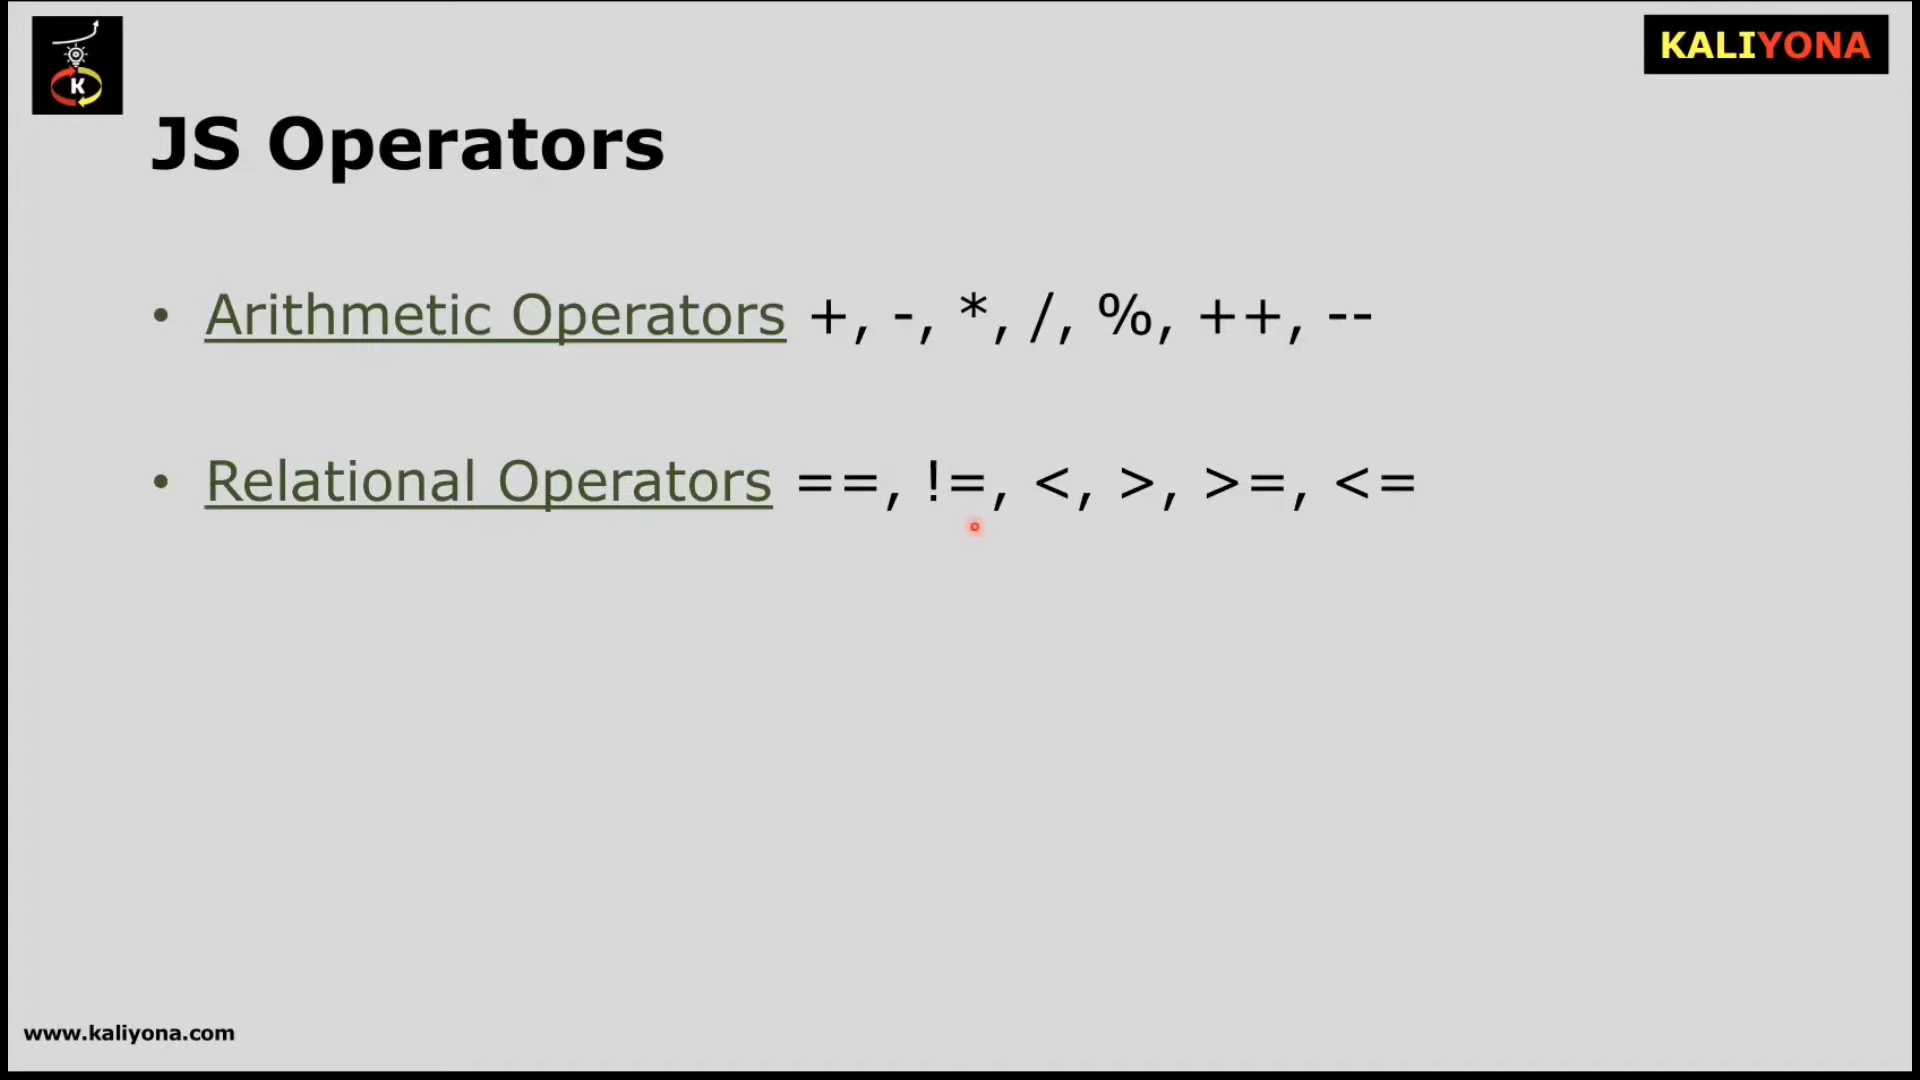 K
KALIYONA
JS Operators
• Arithmetic Operators +, -, *, /, %, ++, --
• Relational Operators ==, !=, <, >, >=, <=
www.kaliyona.com